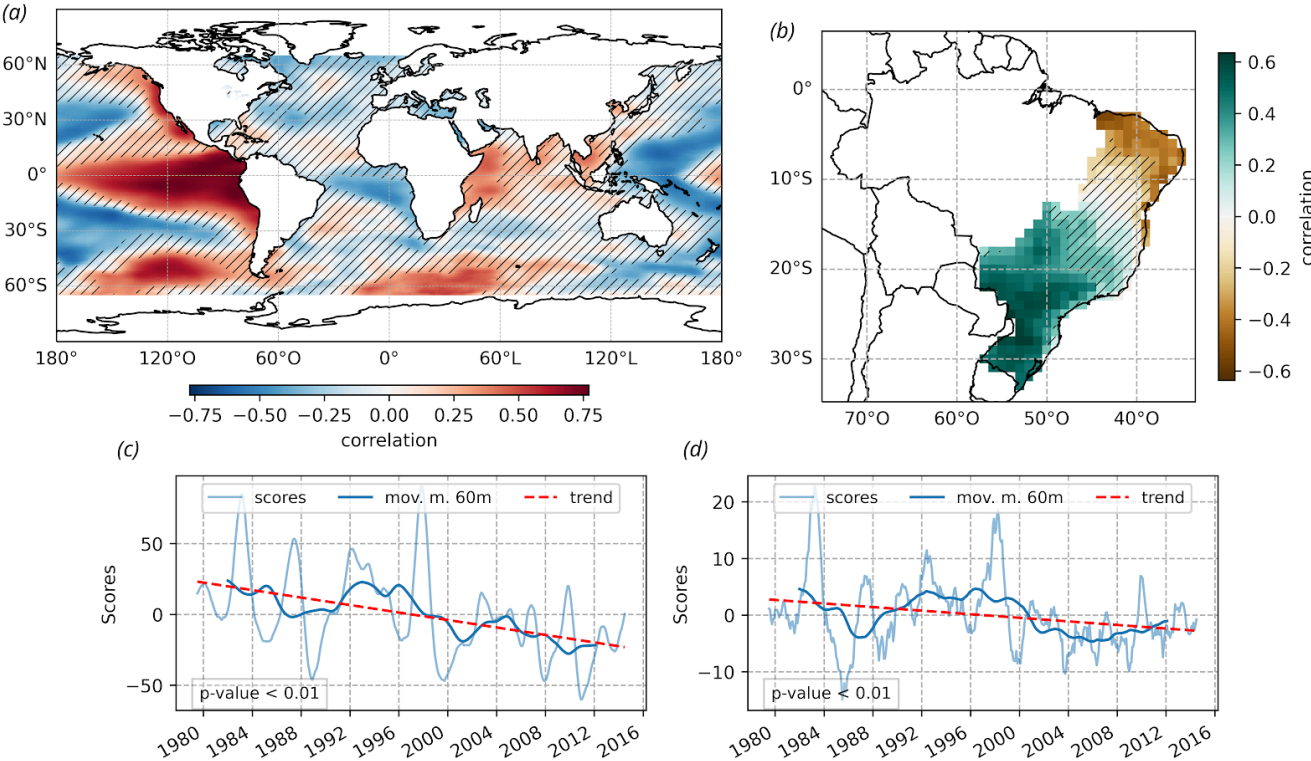 (a)
60°N
30°N
0°
30°S
60°S
180°
120°O
60°O
0°
60°L
120°L
180°
−0.75
−0.50
−0.25
0.00
0.25
0.50
0.75
correlation
(b)
0°
10°S
20°S
30°S
70°O
60°O
50°O
40°O
0.6
0.4
0.2
0.0
−0.2
−0.4
−0.6
correlation
(c)
scores
mov. m. 60m
trend
Scores
50
0
−50
p-value < 0.01
1980
1984
1988
1992
1996
2000
2004
2008
2012
2016
(d)
scores
mov. m. 60m
trend
Scores
20
10
0
−10
p-value < 0.01
1980
1984
1988
1992
1996
2000
2004
2008
2012
2016